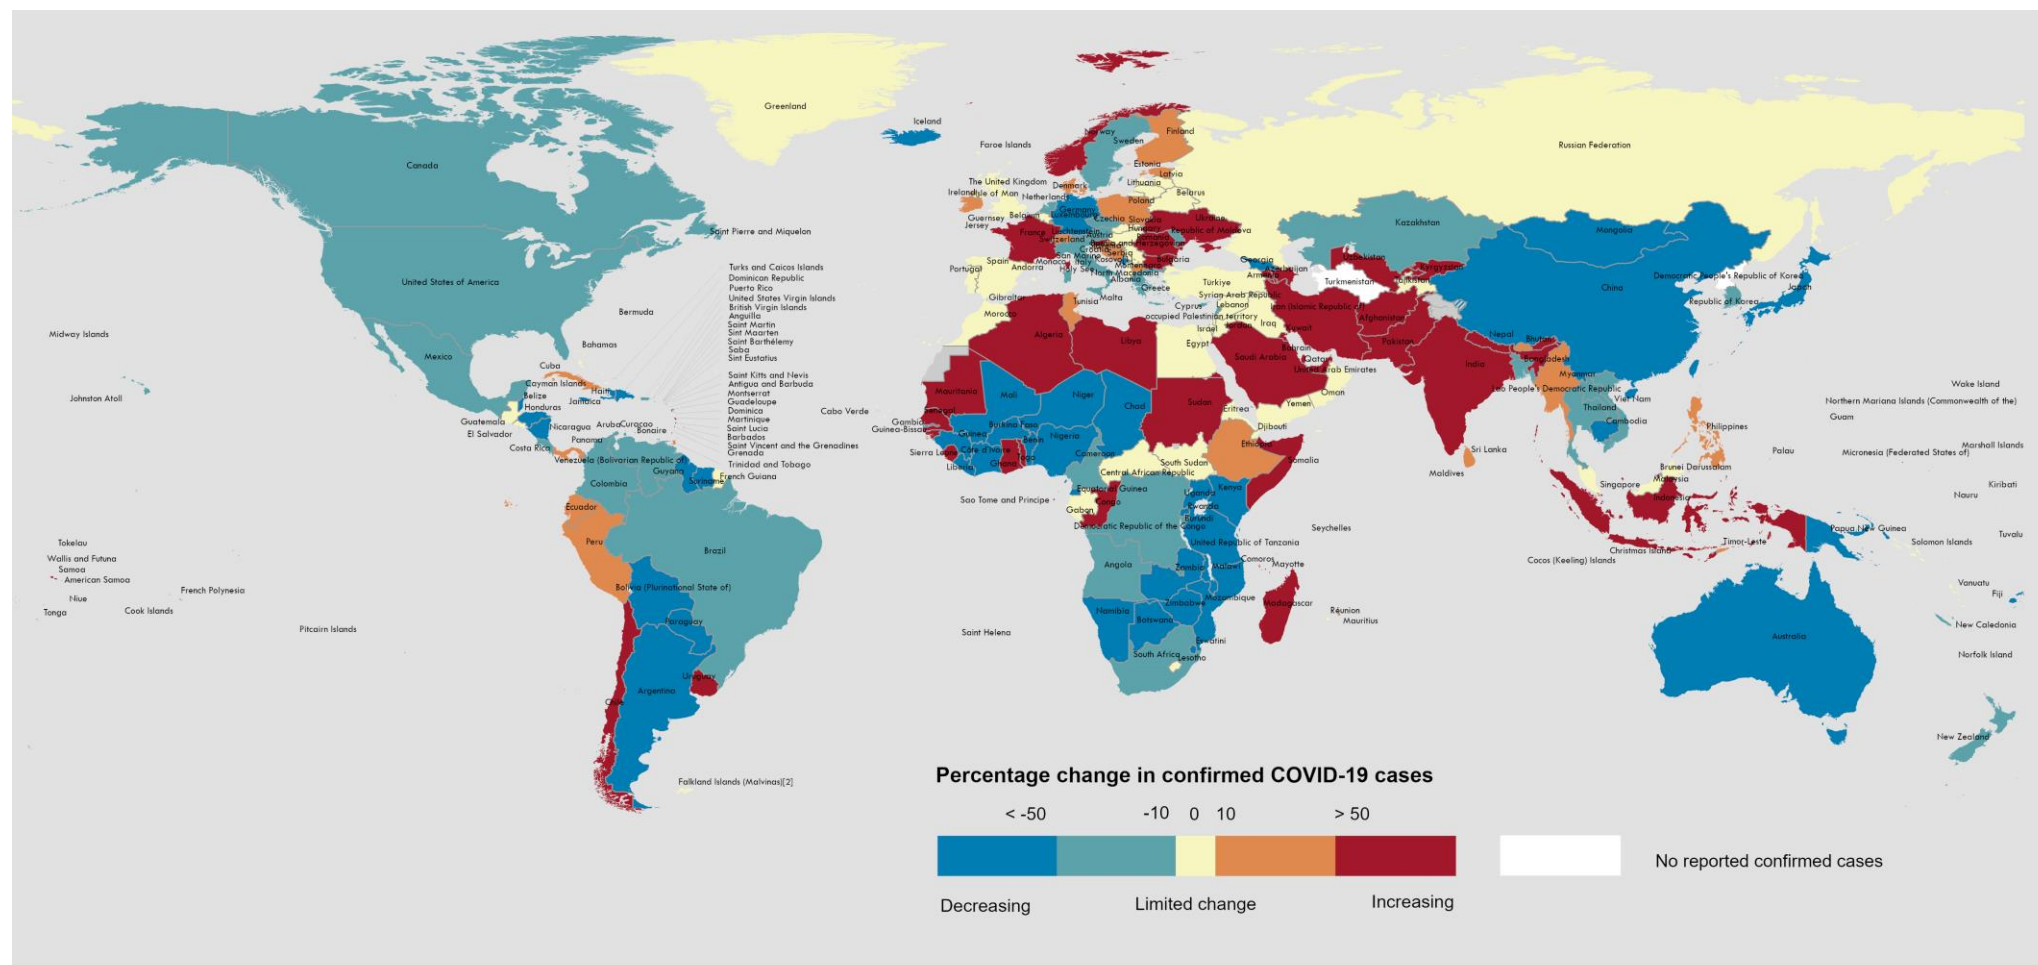 Greenland
Iceland
Faroe Islands
Norway
Sweden
Finland
Russian Federation
Canada
Estonia
Latvia
Lithuania
The United Kingdom
Ireland
Isle of Man
Denmark
Netherlands
Belarus
Poland
Germany
Guernsey
Jersey
Belgium
Luxembourg
Czechia
Slovakia
Ukraine
Kazakhstan
Mongolia
Saint Pierre and Miquelon
France
Liechtenstein
Austria
Hungary
Republic of Moldova
Switzerland
Romania
Croatia
San Marino
Serbia
Monaco
Italy
Kosovo
Bulgaria
Spain
Andorra
Holy See
Montenegro
Portugal
North Macedonia
Albania
Georgia
Azerbaijan
Armenia
Uzbekistan
Kyrgyzstan
Turkmenistan
Tajikistan
Democratic People's Republic of Korea
Japan
China
Republic of Korea
United States of America
Turks and Caicos Islands
Dominican Republic
Puerto Rico
United States Virgin Islands
British Virgin Islands
Anguilla
Saint Martin
Sint Maarten
Saint Barthélemy
Saba
Sint Eustatius
Bermuda
Gibraltar
Tunisia
Malta
Greece
Türkiye
Cyprus
Syrian Arab Republic
Lebanon
occupied Palestinian territory
Israel
Jordan
Iraq
Iran (Islamic Republic of)
Kuwait
Afghanistan
Morocco
Algeria
Libya
Egypt
Bahrain
Qatar
Saudi Arabia
United Arab Emirates
Pakistan
Nepal
Bhutan
India
Bangladesh
Myanmar
Lao People's Democratic Republic
Midway Islands
Johnston Atoll
Mexico
Bahamas
Cuba
Cayman Islands
Haiti
Belize
Jamaica
Honduras
Guatemala
El Salvador
Nicaragua
Aruba
Curacao
Bonaire
Costa Rica
Panama
Saint Kitts and Nevis
Antigua and Barbuda
Montserrat
Guadeloupe
Dominica
Martinique
Saint Lucia
Barbados
Saint Vincent and the Grenadines
Grenada
Trinidad and Tobago
Venezuela (Bolivarian Republic of)
Guyana
Suriname
French Guiana
Colombia
Cabo Verde
Mauritania
Mali
Niger
Chad
Sudan
Eritrea
Yemen
Oman
Djibouti
Senegal
Gambia
Guinea-Bissau
Guinea
Burkina Faso
Benin
Nigeria
Sierra Leone
Cote d'Ivoire
Liberia
Ghana
Togo
Cameroon
Central African Republic
South Sudan
Ethiopia
Somalia
Thailand
Viet Nam
Cambodia
Philippines
Sri Lanka
Maldives
Brunei Darussalam
Malaysia
Singapore
Indonesia
Wake Island
Northern Mariana Islands (Commonwealth of the)
Guam
Palau
Marshall Islands
Micronesia (Federated States of)
Kiribati
Nauru
Sao Tome and Principe
Equatorial Guinea
Gabon
Congo
Democratic Republic of the Congo
Uganda
Kenya
Rwanda
Burundi
United Republic of Tanzania
Seychelles
Comoros
Mayotte
Ecuador
Peru
Brazil
Bolivia (Plurinational State of)
Angola
Zambia
Malawi
Mozambique
Zimbabwe
Madagascar
Réunion
Mauritius
Cocos (Keeling) Islands
Christmas Island
Timor-Leste
Papua New Guinea
Solomon Islands
Tuvalu
Tokelau
Wallis and Futuna
Samoa
American Samoa
Niue
Tonga
Cook Islands
French Polynesia
Pitcairn Islands
Vanuatu
Fiji
New Caledonia
Norfolk Island
Australia
New Zealand
Paraguay
Uruguay
Argentina
Chile
Saint Helena
Namibia
Botswana
Eswatini
South Africa
Lesotho
Falkland Islands (Malvinas)[2]
Percentage change in confirmed COVID-19 cases
< -50 -10 0 10 > 50
No reported confirmed cases
Decreasing Limited change Increasing